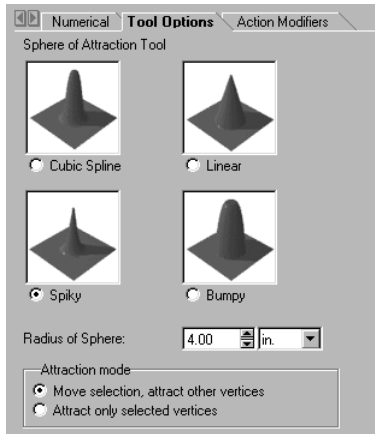 Numerical Tool Options Action Modifiers
Sphere of Attraction Tool
Cubic Spline Linear
Spiky Bumpy
Radius of Sphere: 4.00 in.
Attraction mode
Move selection, attract other vertices
Attract only selected vertices